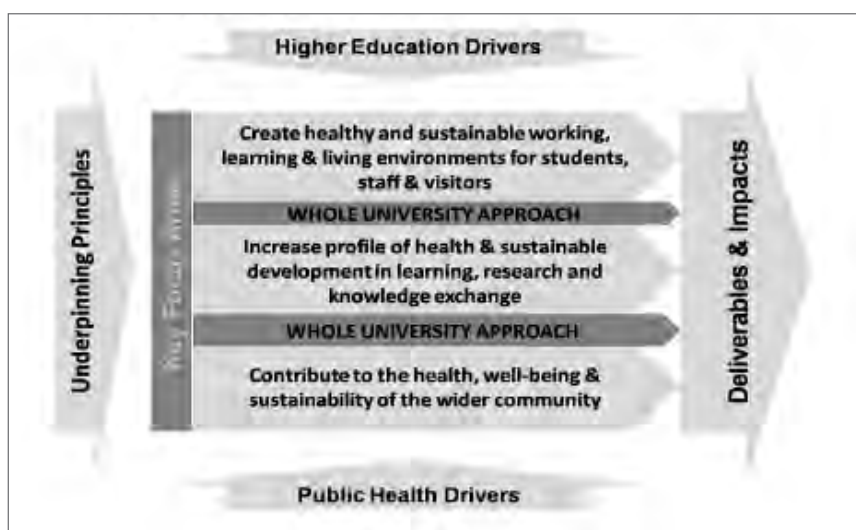 Higher Education Drivers
Underpinning Principles
Key Focus
Create healthy and sustainable working,
learning & living environments for students,
staff & visitors
WHOLE UNIVERSITY APPROACH
Increase profile of health & sustainable
development in learning, research and
knowledge exchange
WHOLE UNIVERSITY APPROACH
Contribute to the health, well-being &
sustainability of the wider community
Deliverables & Impacts
Public Health Drivers